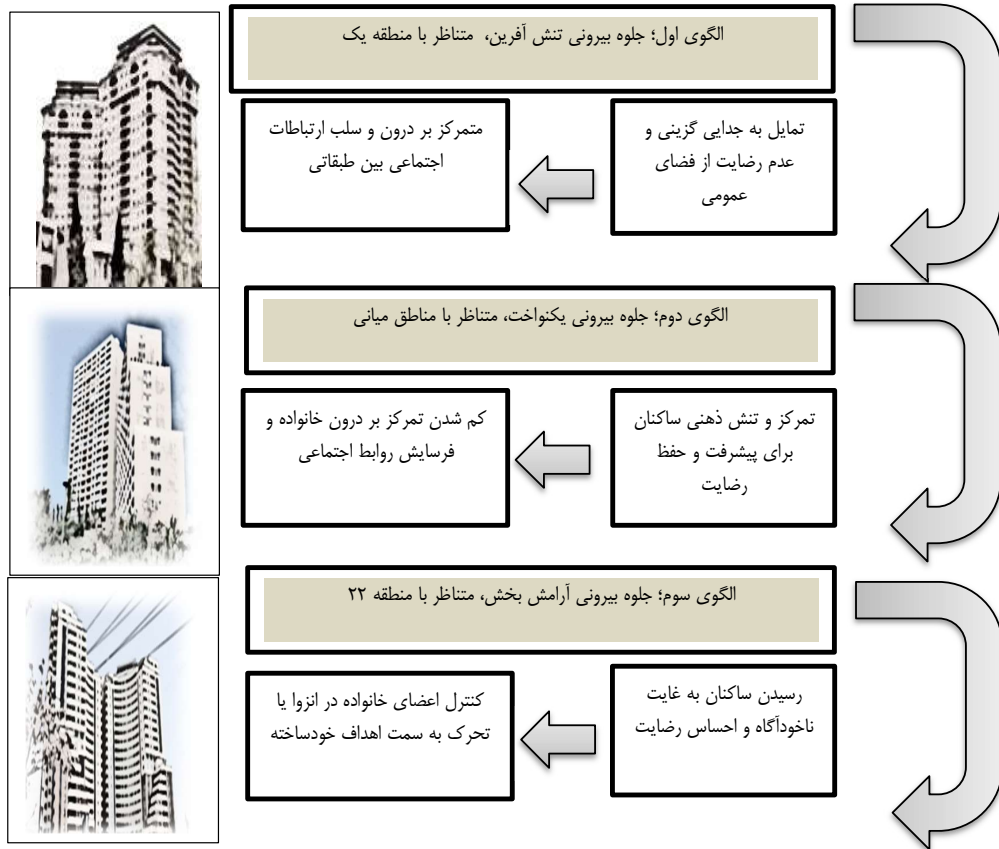 الگوی اول؛ جلوه بیرونی تنش آفرین، متناظر با منطقه یک
تمایل به جدایی گزینی و
عدم رضایت از فضای
عمومی
متمرکز بر درون و سلب ارتباطات
اجتماعی بین طبقاتی
الگوی دوم؛ جلوه بیرونی یکنواخت، متناظر با مناطق میانی
تمرکز و تنش ذهنی ساکنان
برای پیشرفت و حفظ
رضایت
کم شدن تمرکز بر درون خانواده و
فرسایش روابط اجتماعی
الگوی سوم؛ جلوه بیرونی آرامش بخش، متناظر با منطقه ۲۲
رسیدن ساکنان به غایت
ناخودآگاه و احساس رضایت
کنترل اعضای خانواده در انزوا یا
تحرک به سمت اهداف خودساخته